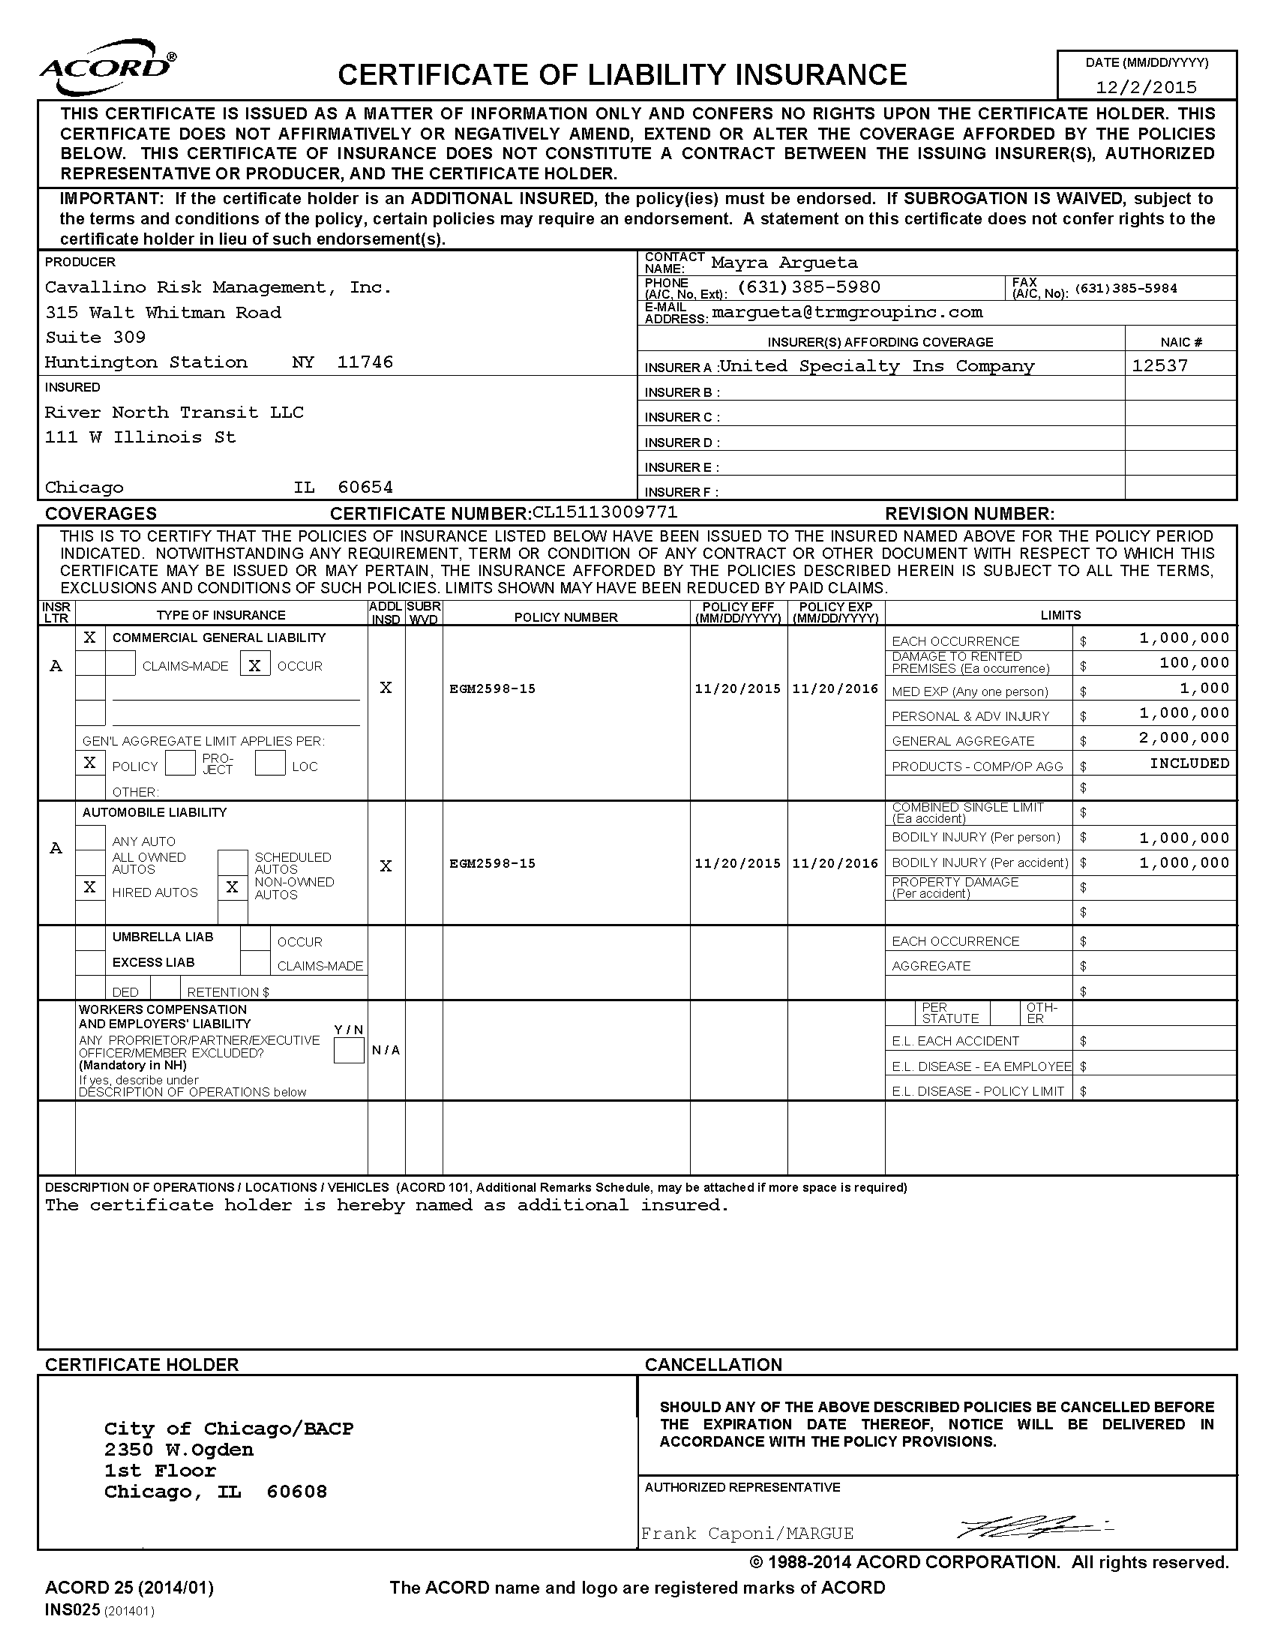 ACORD®
CERTIFICATE OF LIABILITY INSURANCE
DATE (MM/DD/YYYY)
12/2/2015
THIS CERTIFICATE IS ISSUED AS A MATTER OF INFORMATION ONLY AND CONFERS NO RIGHTS UPON THE CERTIFICATE HOLDER. THIS
CERTIFICATE DOES NOT AFFIRMATIVELY OR NEGATIVELY AMEND, EXTEND OR ALTER THE COVERAGE AFFORDED BY THE POLICIES
BELOW. THIS CERTIFICATE OF INSURANCE DOES NOT CONSTITUTE A CONTRACT BETWEEN THE ISSUING INSURER(S), AUTHORIZED
REPRESENTATIVE OR PRODUCER, AND THE CERTIFICATE HOLDER.
IMPORTANT: If the certificate holder is an ADDITIONAL INSURED, the policy(ies) must be endorsed. If SUBROGATION IS WAIVED, subject to
the terms and conditions of the policy, certain policies may require an endorsement. A statement on this certificate does not confer rights to the
certificate holder in lieu of such endorsement(s).
PRODUCER
Cavallino Risk Management, Inc.
315 Walt Whitman Road
Suite 309
Huntington Station NY 11746
CONTACT NAME: Mayra Argueta
PHONE (A/C, No, Ext): (631)385-5980
FAX (A/C, No): (631)385-5984
E-MAIL ADDRESS: margueta@trmgroupinc.com
INSURER(S) AFFORDING COVERAGE NAIC #
INSURER A :United Specialty Ins Company 12537
INSURED
River North Transit LLC
111 W Illinois St
Chicago IL 60654
INSURER B :
INSURER C :
INSURER D :
INSURER E :
INSURER F :
COVERAGES CERTIFICATE NUMBER:CL15113009771 REVISION NUMBER:
THIS IS TO CERTIFY THAT THE POLICIES OF INSURANCE LISTED BELOW HAVE BEEN ISSUED TO THE INSURED NAMED ABOVE FOR THE POLICY PERIOD
INDICATED. NOTWITHSTANDING ANY REQUIREMENT, TERM OR CONDITION OF ANY CONTRACT OR OTHER DOCUMENT WITH RESPECT TO WHICH THIS
CERTIFICATE MAY BE ISSUED OR MAY PERTAIN, THE INSURANCE AFFORDED BY THE POLICIES DESCRIBED HEREIN IS SUBJECT TO ALL THE TERMS,
EXCLUSIONS AND CONDITIONS OF SUCH POLICIES. LIMITS SHOWN MAY HAVE BEEN REDUCED BY PAID CLAIMS.
INSR LTR TYPE OF INSURANCE ADDL INSD SUBR WVD POLICY NUMBER POLICY EFF (MM/DD/YYYY) POLICY EXP (MM/DD/YYYY) LIMITS
A
X COMMERCIAL GENERAL LIABILITY
CLAIMS-MADE X OCCUR
X EGM2598-15 11/20/2015 11/20/2016
GEN'L AGGREGATE LIMIT APPLIES PER:
X POLICY PRO-JECT LOC
OTHER:
EACH OCCURRENCE $ 1,000,000
DAMAGE TO RENTED PREMISES (Ea occurrence) $ 100,000
MED EXP (Any one person) $ 1,000
PERSONAL & ADV INJURY $ 1,000,000
GENERAL AGGREGATE $ 2,000,000
PRODUCTS - COMP/OP AGG $ INCLUDED
$
A
AUTOMOBILE LIABILITY
ANY AUTO
ALL OWNED AUTOS SCHEDULED AUTOS
X HIRED AUTOS X NON-OWNED AUTOS
X EGM2598-15 11/20/2015 11/20/2016
COMBINED SINGLE LIMIT (Ea accident) $
BODILY INJURY (Per person) $ 1,000,000
BODILY INJURY (Per accident) $ 1,000,000
PROPERTY DAMAGE (Per accident) $
$
UMBRELLA LIAB OCCUR
EXCESS LIAB CLAIMS-MADE
DED RETENTION $
EACH OCCURRENCE $
AGGREGATE $
$
WORKERS COMPENSATION
AND EMPLOYERS' LIABILITY Y / N
ANY PROPRIETOR/PARTNER/EXECUTIVE
OFFICER/MEMBER EXCLUDED? N / A
(Mandatory in NH)
If yes, describe under
DESCRIPTION OF OPERATIONS below
PER STATUTE OTH-ER
E.L. EACH ACCIDENT $
E.L. DISEASE - EA EMPLOYEE $
E.L. DISEASE - POLICY LIMIT $
DESCRIPTION OF OPERATIONS / LOCATIONS / VEHICLES (ACORD 101, Additional Remarks Schedule, may be attached if more space is required)
The certificate holder is hereby named as additional insured.
CERTIFICATE HOLDER
City of Chicago/BACP
2350 W.Ogden
1st Floor
Chicago, IL 60608
CANCELLATION
SHOULD ANY OF THE ABOVE DESCRIBED POLICIES BE CANCELLED BEFORE
THE EXPIRATION DATE THEREOF, NOTICE WILL BE DELIVERED IN
ACCORDANCE WITH THE POLICY PROVISIONS.
AUTHORIZED REPRESENTATIVE
Frank Caponi/MARGUE
© 1988-2014 ACORD CORPORATION. All rights reserved.
ACORD 25 (2014/01) The ACORD name and logo are registered marks of ACORD
INS025 (201401)